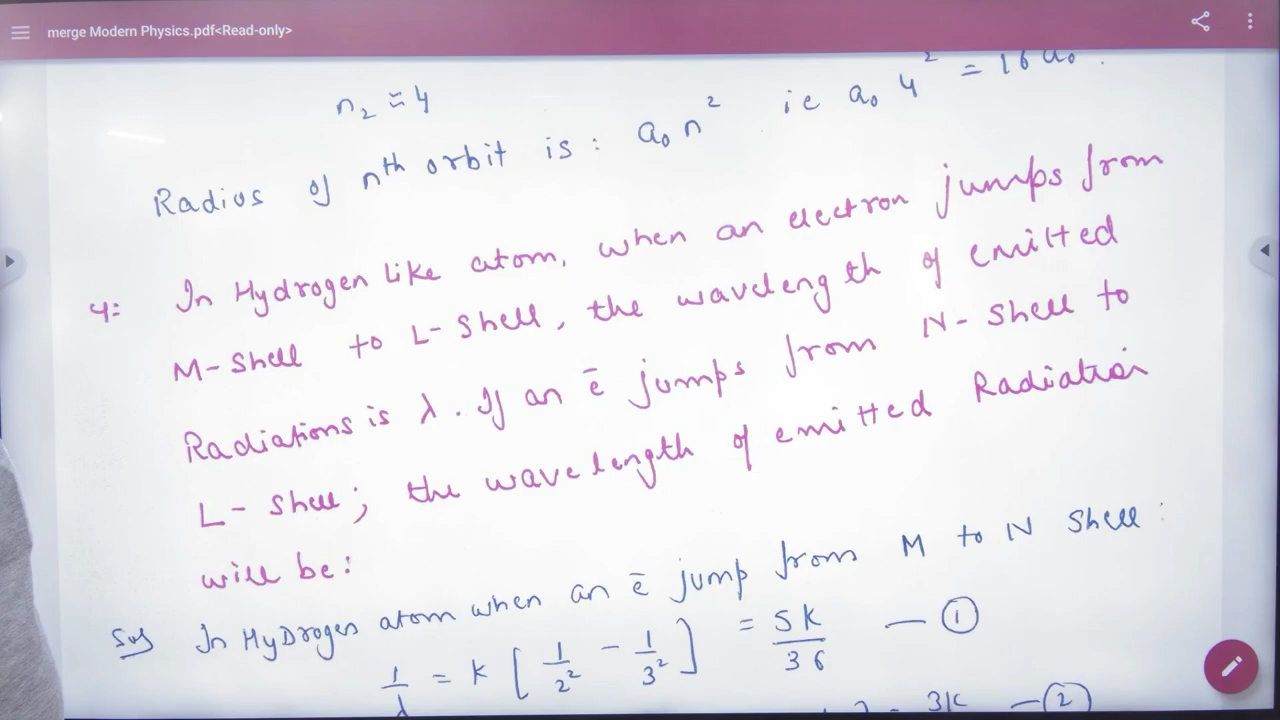 merge Modern Physics.pdf<Read-only>
n₂ = 4
Radius of nth orbit is : a₀ n² ie a₀ 4² = 16 a₀ .
4: In Hydrogen Like atom, when an electron jumps from
M-Shell to L-Shell, the wavelength of emitted
Radiations is λ. If an ē jumps from N-Shell to
L-Shell; the wavelength of emitted Radiation
will be:
Sol In HyDrogen atom when an ē jump from M to N Shell:
1/λ = K [ 1/2² - 1/3² ] = 5K/36 — ①
= 3K — ②